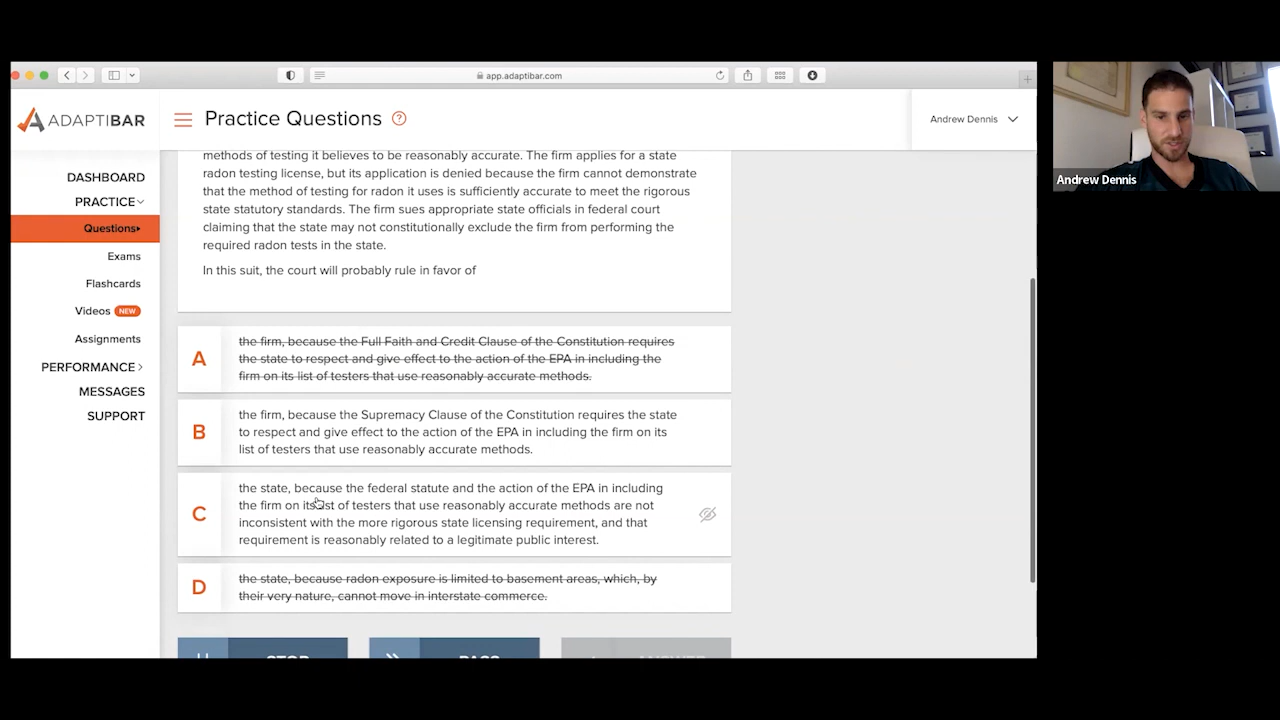 app.adaptibar.com
ADAPTIBAR
Practice Questions ?
Andrew Dennis
Andrew Dennis
DASHBOARD
PRACTICE
Questions
Exams
Flashcards
Videos NEW
Assignments
PERFORMANCE
MESSAGES
SUPPORT
methods of testing it believes to be reasonably accurate. The firm applies for a state
radon testing license, but its application is denied because the firm cannot demonstrate
that the method of testing for radon it uses is sufficiently accurate to meet the rigorous
state statutory standards. The firm sues appropriate state officials in federal court
claiming that the state may not constitutionally exclude the firm from performing the
required radon tests in the state.
In this suit, the court will probably rule in favor of
A
the firm, because the Full Faith and Credit Clause of the Constitution requires
the state to respect and give effect to the action of the EPA in including the
firm on its list of testers that use reasonably accurate methods.
B
the firm, because the Supremacy Clause of the Constitution requires the state
to respect and give effect to the action of the EPA in including the firm on its
list of testers that use reasonably accurate methods.
C
the state, because the federal statute and the action of the EPA in including
the firm on its list of testers that use reasonably accurate methods are not
inconsistent with the more rigorous state licensing requirement, and that
requirement is reasonably related to a legitimate public interest.
D
the state, because radon exposure is limited to basement areas, which, by
their very nature, cannot move in interstate commerce.
STOP
PASS
ANSWER